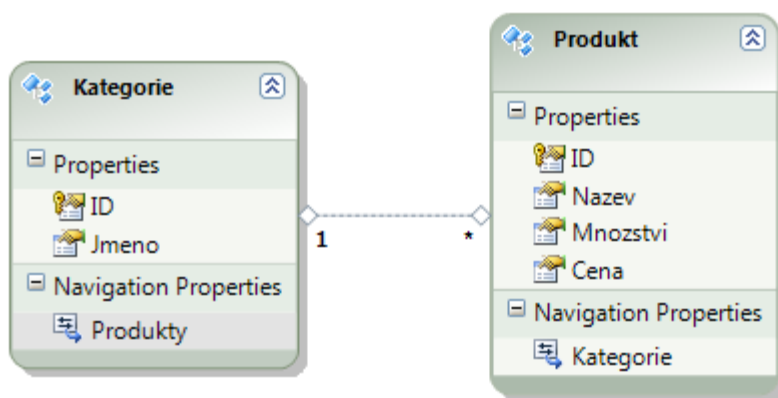 Kategorie
Properties
ID
Jmeno
Navigation Properties
Produkty
1
*
Produkt
Properties
ID
Nazev
Mnozstvi
Cena
Navigation Properties
Kategorie